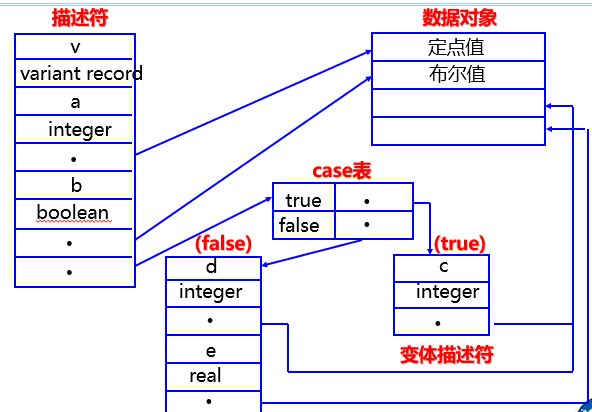 描述符
v
variant record
a
integer
•
b
boolean
•
•
数据对象
定点值
布尔值
case表
true •
false •
(false)
d
integer
•
e
real
•
(true)
c
integer
•
变体描述符